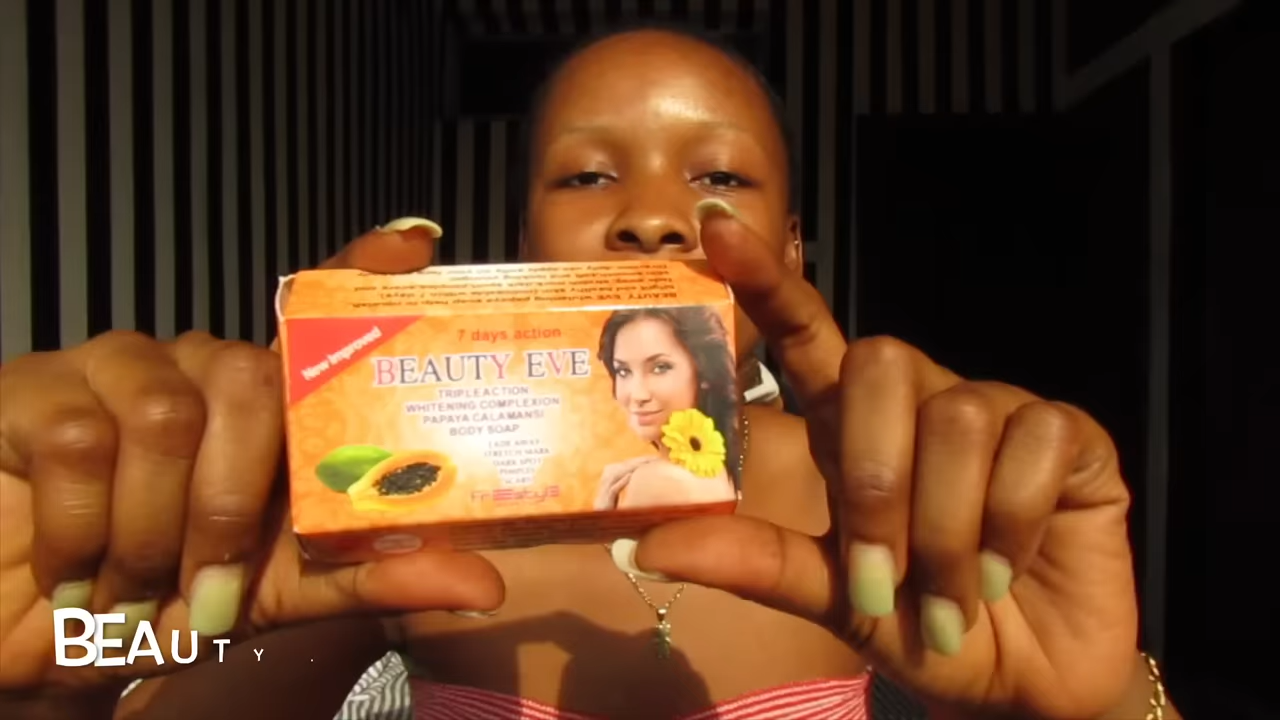 New Improved
7 days action
BEAUTY EVE
TRIPLE ACTION
WHITENING COMPLEXION
PAPAYA CALAMANSI
BODY SOAP
FADE AWAY
STRETCH MARK
DARK SPOT
PIMPLES
SCARS
BEAUTY .